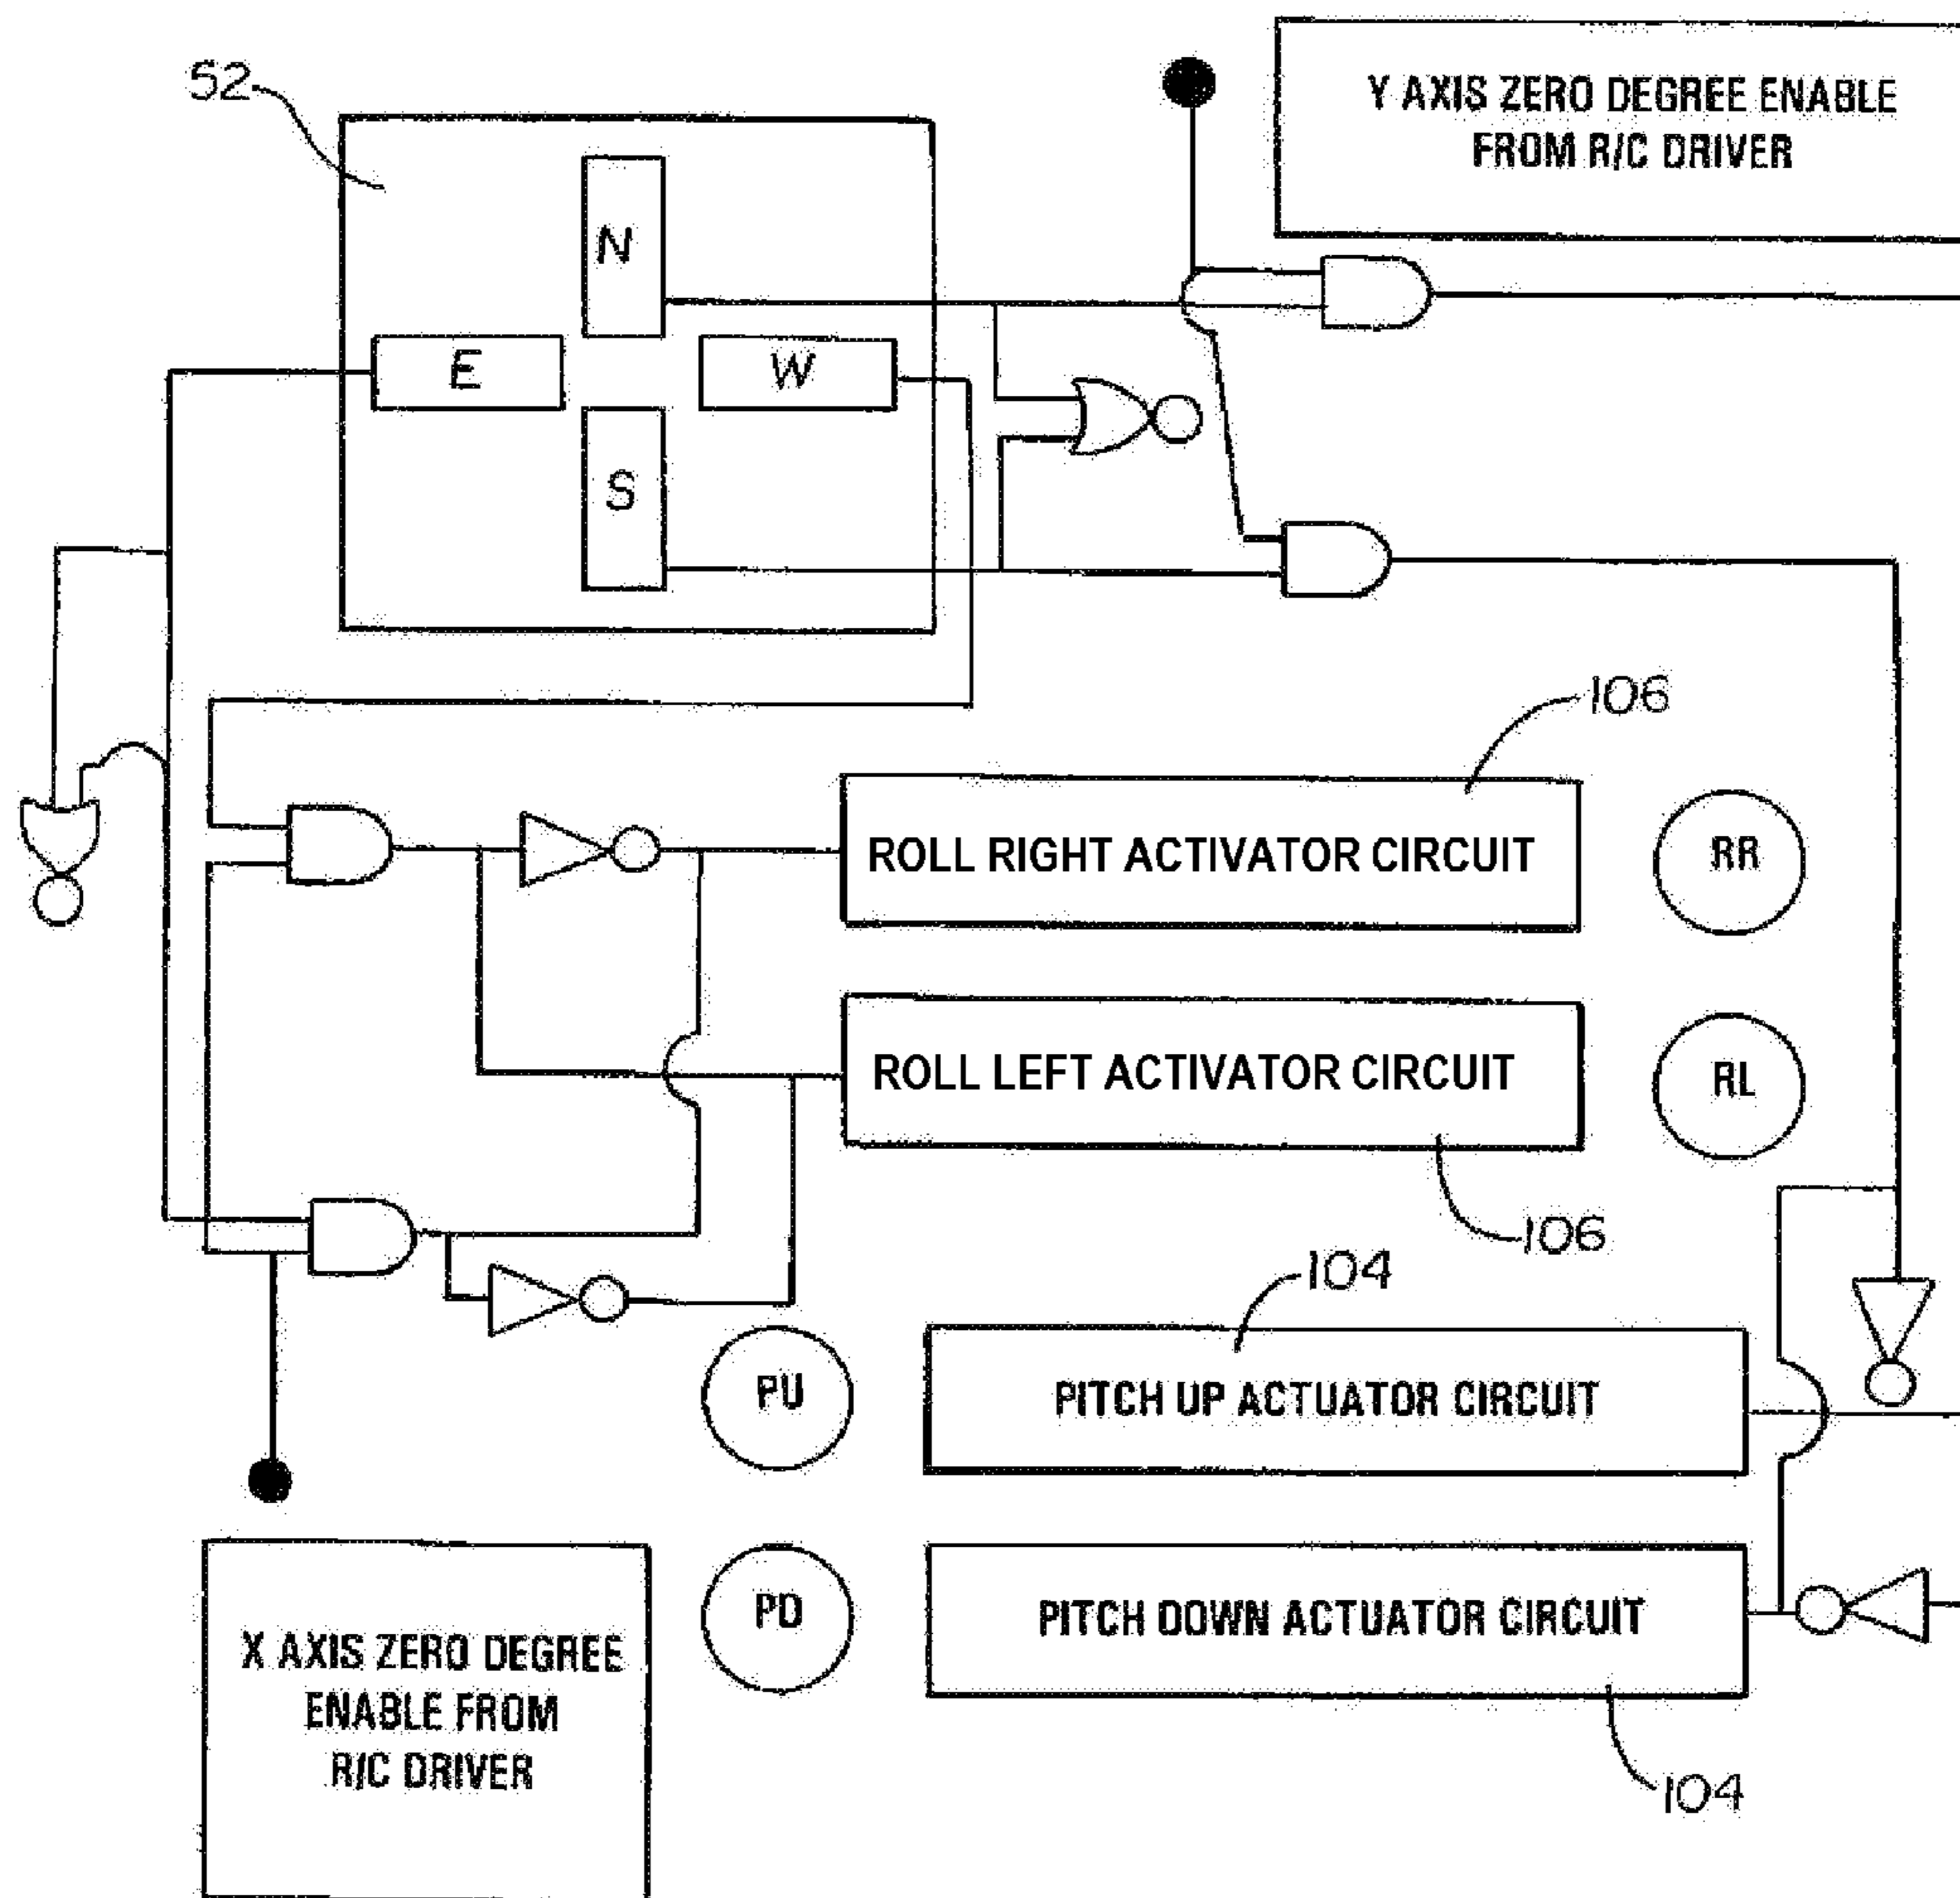 52
Y AXIS ZERO DEGREE ENABLE
FROM R/C DRIVER
N
E
W
S
106
ROLL RIGHT ACTIVATOR CIRCUIT
RR
ROLL LEFT ACTIVATOR CIRCUIT
RL
106
104
PU
PITCH UP ACTUATOR CIRCUIT
PD
PITCH DOWN ACTUATOR CIRCUIT
X AXIS ZERO DEGREE
ENABLE FROM
R/C DRIVER
104